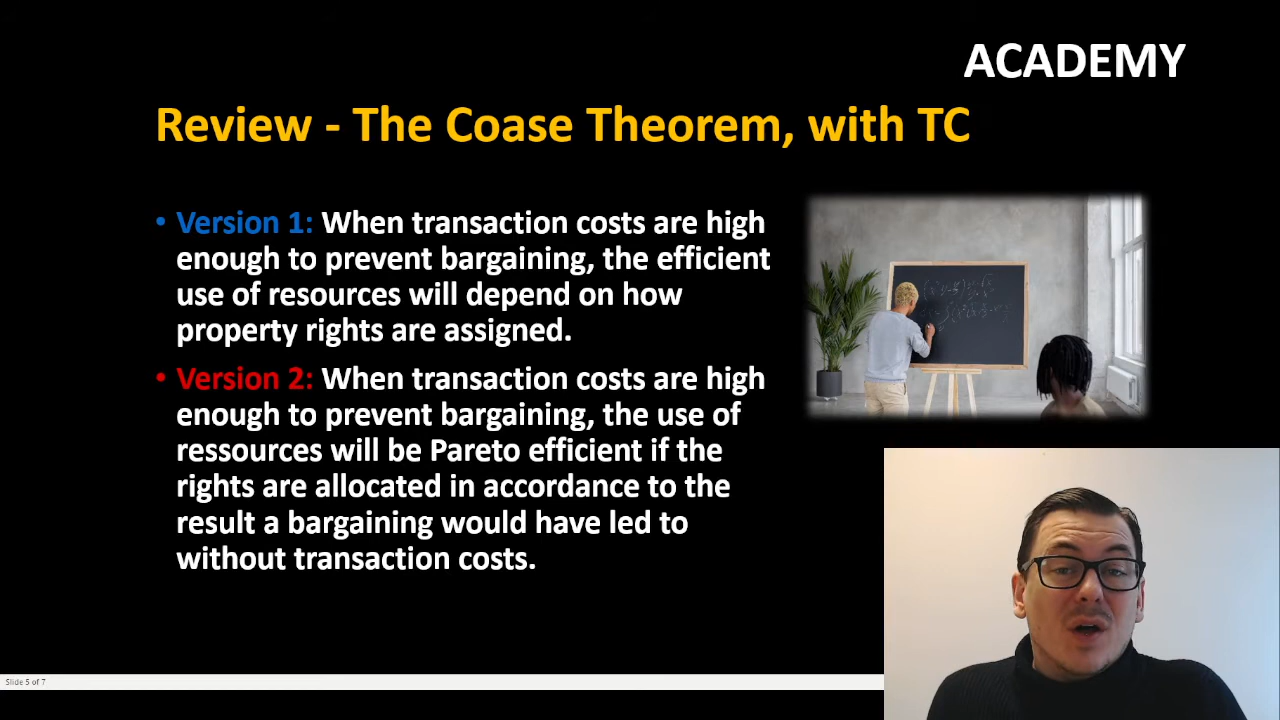 ACADEMY
Review - The Coase Theorem, with TC
• Version 1: When transaction costs are high
enough to prevent bargaining, the efficient
use of resources will depend on how
property rights are assigned.
• Version 2: When transaction costs are high
enough to prevent bargaining, the use of
ressources will be Pareto efficient if the
rights are allocated in accordance to the
result a bargaining would have led to
without transaction costs.
Slide 5 of 7